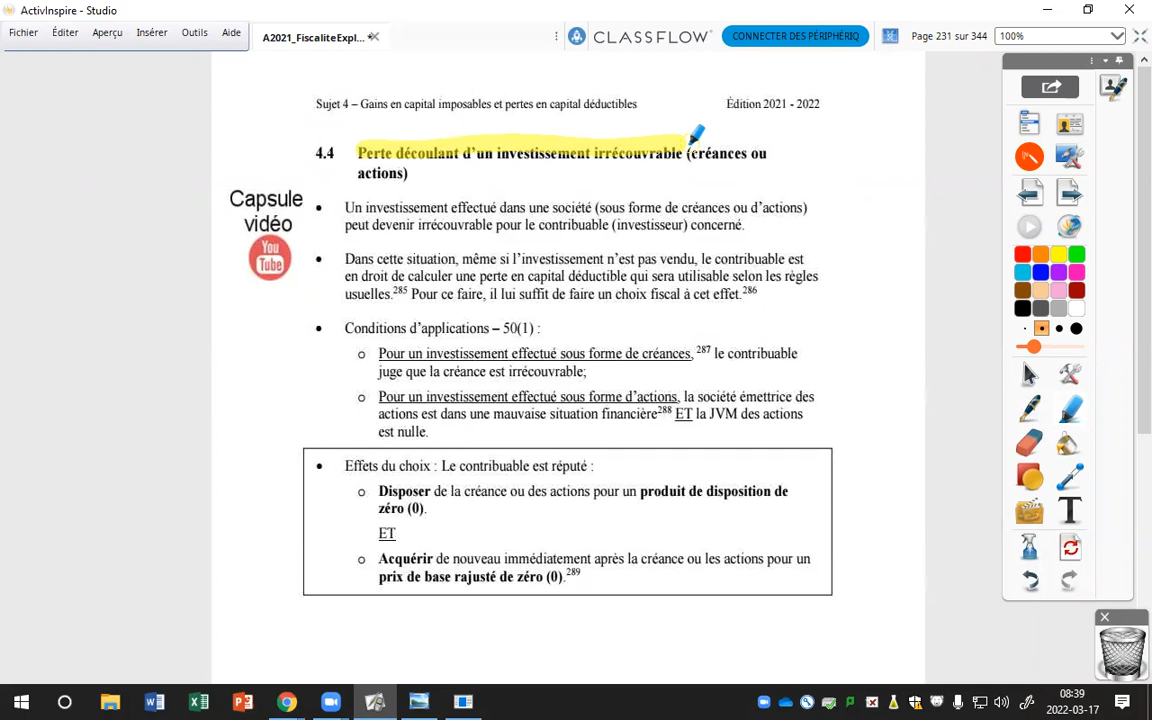 ActivInspire - Studio
Fichier Éditer Aperçu Insérer Outils Aide
A2021_FiscaliteExpl...
CLASSFLOW
CONNECTER DES PÉRIPHÉRIQ
Page 231 sur 344
100%
Sujet 4 – Gains en capital imposables et pertes en capital déductibles Édition 2021 - 2022
4.4 Perte découlant d'un investissement irrécouvrable (créances ou
actions)
Capsule
vidéo
You
Tube
• Un investissement effectué dans une société (sous forme de créances ou d'actions)
peut devenir irrécouvrable pour le contribuable (investisseur) concerné.
• Dans cette situation, même si l'investissement n'est pas vendu, le contribuable est
en droit de calculer une perte en capital déductible qui sera utilisable selon les règles
usuelles.285 Pour ce faire, il lui suffit de faire un choix fiscal à cet effet.286
• Conditions d'applications – 50(1) :
o Pour un investissement effectué sous forme de créances, 287 le contribuable
juge que la créance est irrécouvrable;
o Pour un investissement effectué sous forme d'actions, la société émettrice des
actions est dans une mauvaise situation financière288 ET la JVM des actions
est nulle.
• Effets du choix : Le contribuable est réputé :
o Disposer de la créance ou des actions pour un produit de disposition de
zéro (0).
ET
o Acquérir de nouveau immédiatement après la créance ou les actions pour un
prix de base rajusté de zéro (0).289
08:39
2022-03-17